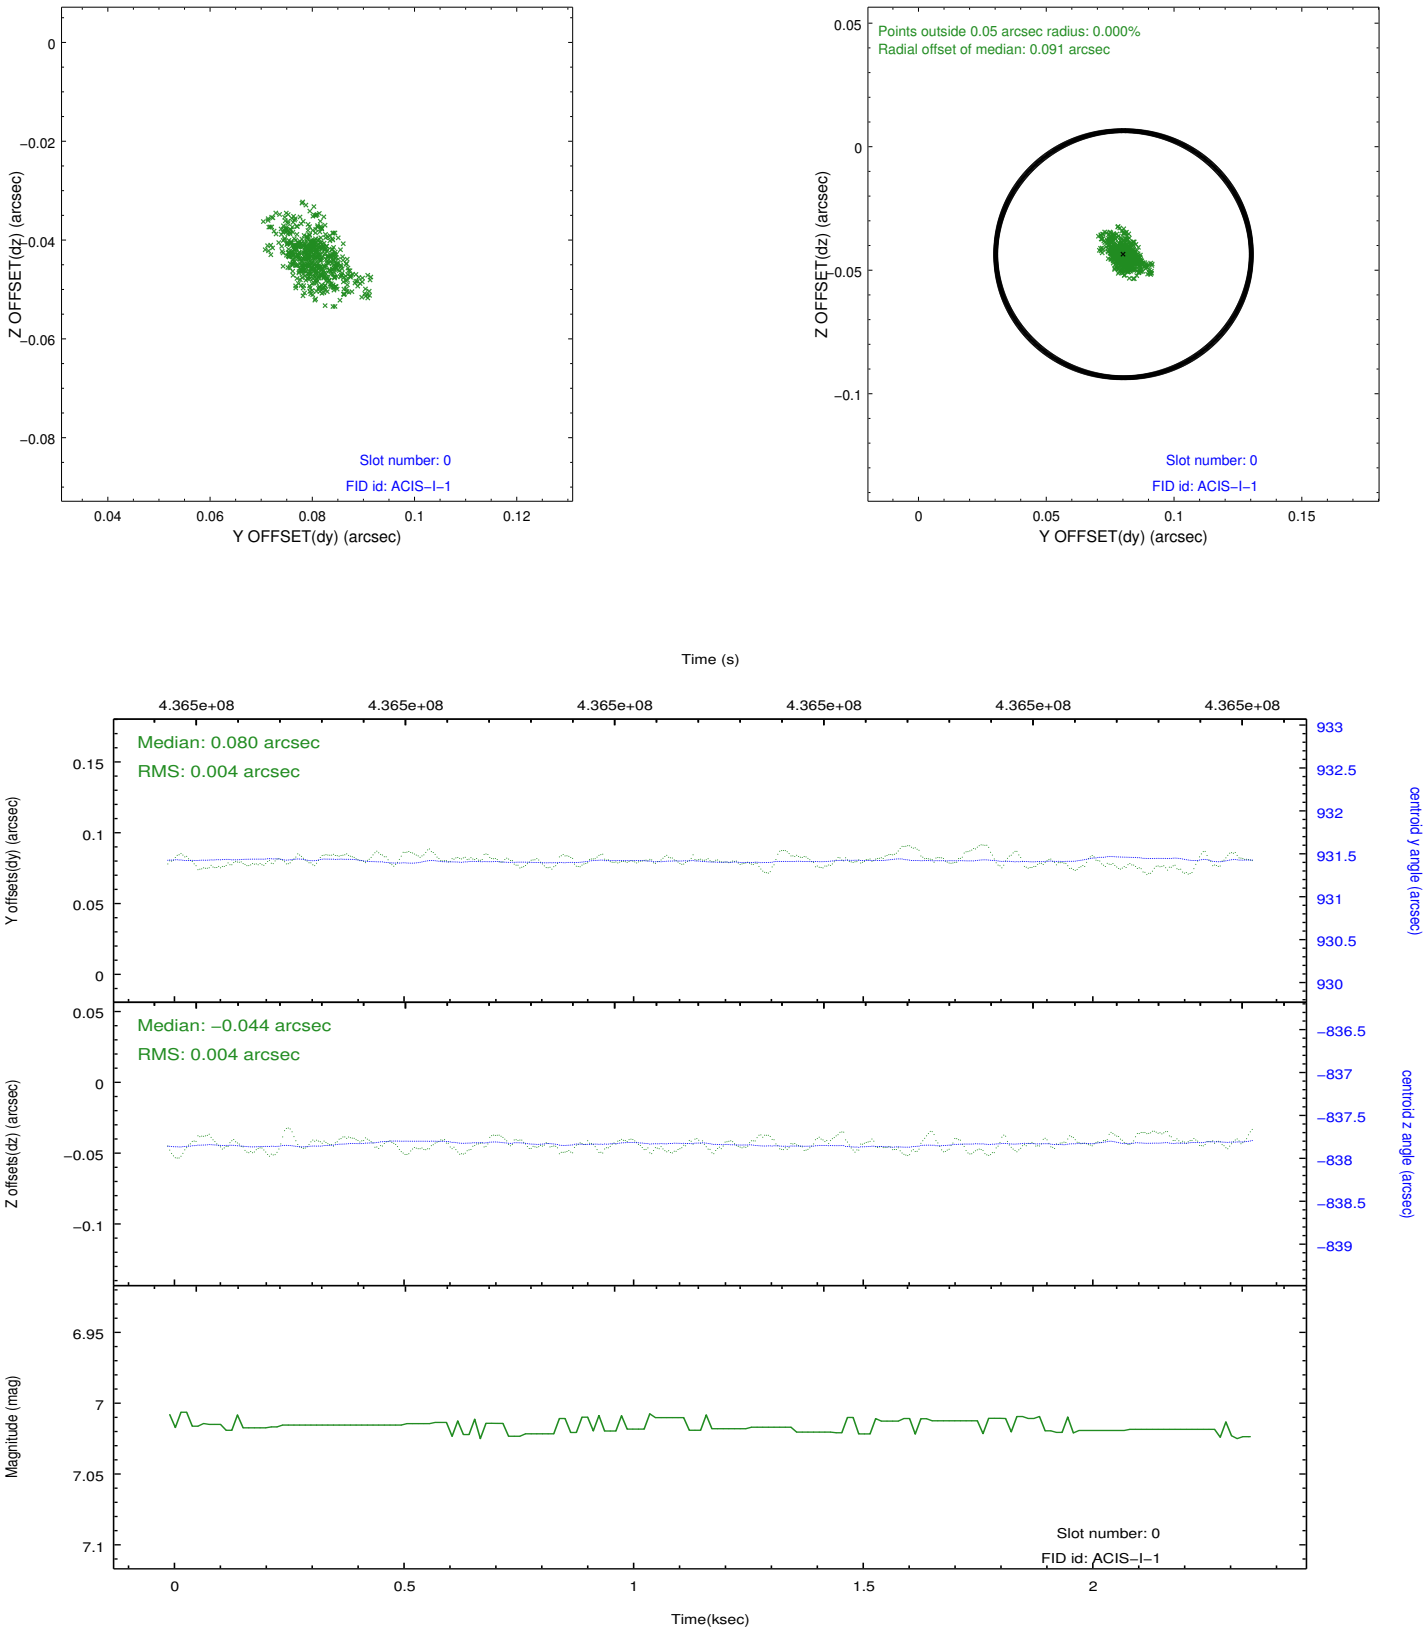 0
−0.02
−0.04
−0.06
−0.08
Z OFFSET(dz) (arcsec)
Slot number: 0
FID id: ACIS−I−1
0.04
0.06
0.08
0.1
0.12
Y OFFSET(dy) (arcsec)
0.05
0
−0.05
−0.1
Z OFFSET(dz) (arcsec)
Points outside 0.05 arcsec radius: 0.000%
Radial offset of median: 0.091 arcsec
Slot number: 0
FID id: ACIS−I−1
0
0.05
0.1
0.15
Y OFFSET(dy) (arcsec)
Time (s)
4.365e+08
4.365e+08
4.365e+08
4.365e+08
4.365e+08
4.365e+08
Median: 0.080 arcsec
RMS: 0.004 arcsec
0.15
0.1
0.05
0
Y offsets(dy) (arcsec)
933
932.5
932
931.5
931
930.5
930
centroid y angle (arcsec)
Median: −0.044 arcsec
RMS: 0.004 arcsec
0.05
0
−0.05
−0.1
Z offsets(dz) (arcsec)
−836.5
−837
−837.5
−838
−838.5
−839
centroid z angle (arcsec)
6.95
7
7.05
7.1
Magnitude (mag)
Slot number: 0
FID id: ACIS−I−1
0
0.5
1
1.5
2
Time(ksec)